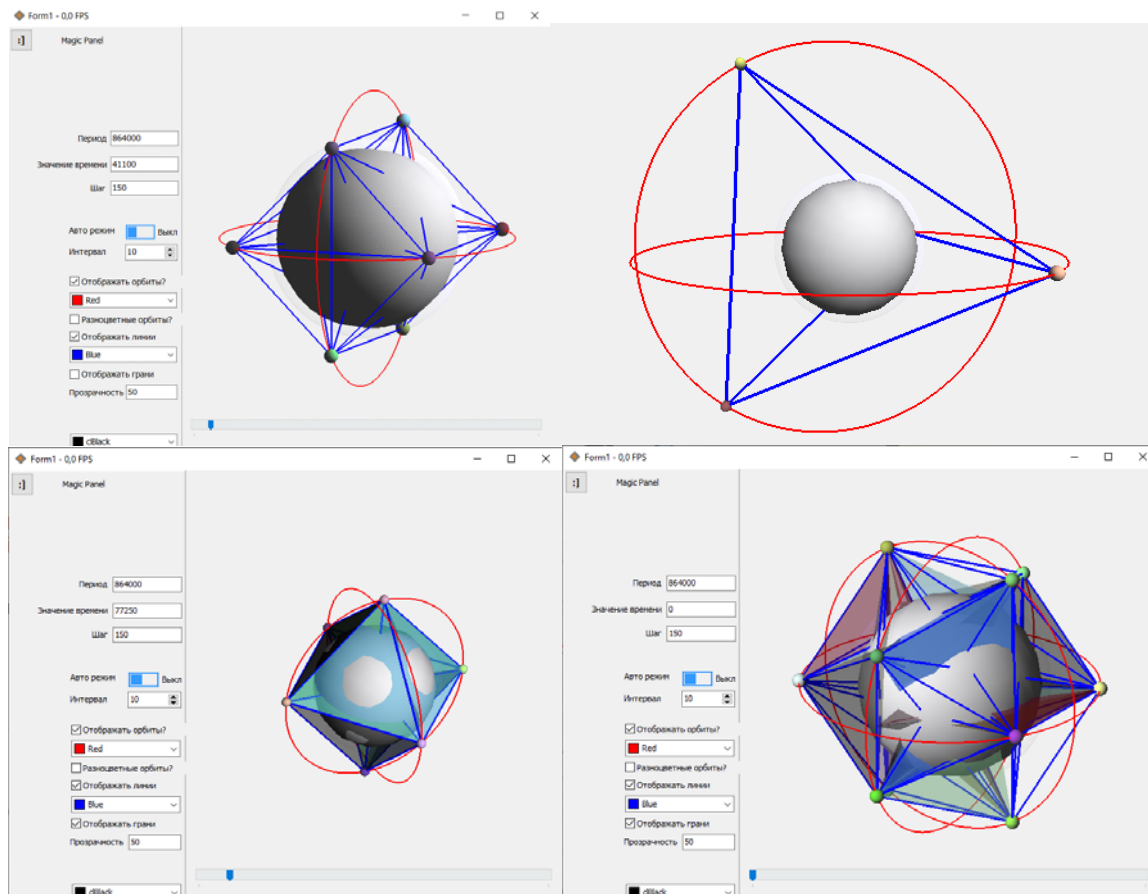 Form1 - 0,0 FPS
:] Magic Panel
Период 864000
Значение времени 41100
Шаг 150
Авто режим Выкл
Интервал 10
Отображать орбиты?
Red
Разноцветные орбиты?
Отображать линии
Blue
Отображать грани
Прозрачность 50
clBlack
Form1 - 0,0 FPS
:] Magic Panel
Период 864000
Значение времени 77250
Шаг 150
Авто режим Выкл
Интервал 10
Отображать орбиты?
Red
Разноцветные орбиты?
Отображать линии
Blue
Отображать грани
Прозрачность 50
clBlack
Form1 - 0,0 FPS
:] Magic Panel
Период 864000
Значение времени 0
Шаг 150
Авто режим Выкл
Интервал 10
Отображать орбиты?
Red
Разноцветные орбиты?
Отображать линии
Blue
Отображать грани
Прозрачность 50
clBlack